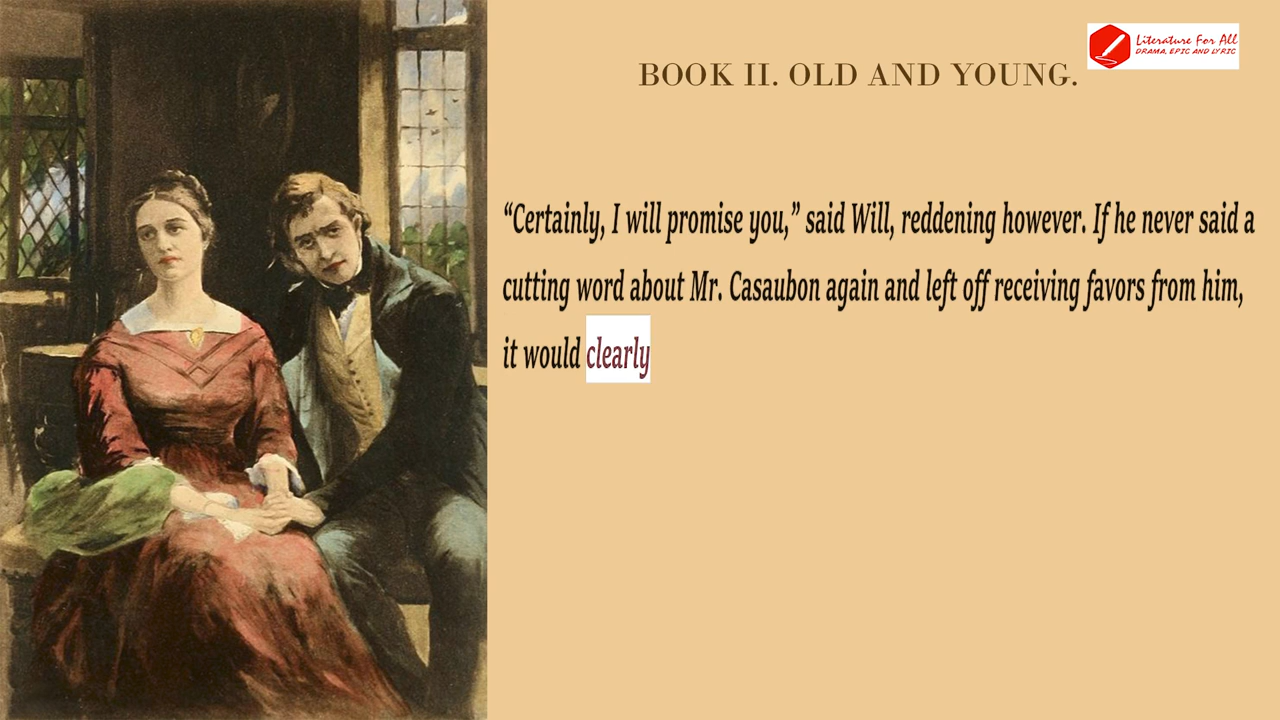 Literature For All
DRAMA, EPIC AND LYRIC
BOOK II. OLD AND YOUNG.
“Certainly, I will promise you,” said Will, reddening however. If he never said a
cutting word about Mr. Casaubon again and left off receiving favors from him,
it would clearly